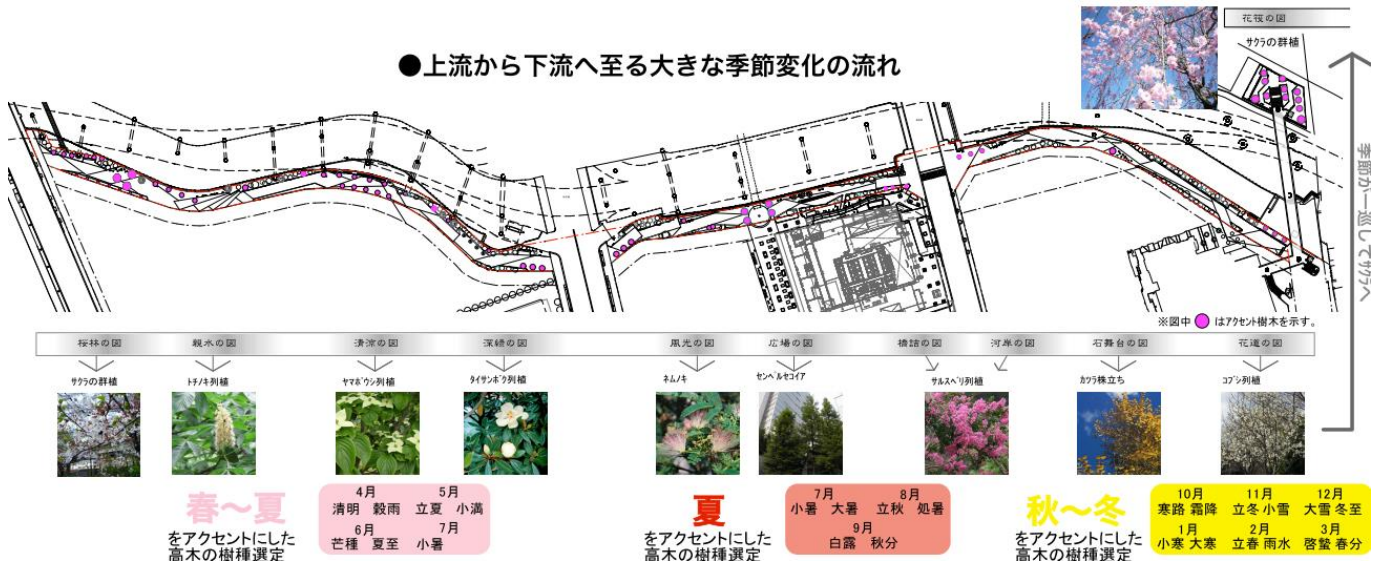 ●上流から下流へ至る大きな季節変化の流れ
花筏の図
サクラの群植
季節が一巡してサクラへ
※図中 ● はアクセント樹木を示す。
桜林の図 親水の図 清涼の図 深緑の図 風光の図 広場の図 橋詰の図 河岸の図 石舞台の図 花道の図
サクラの群植 トチノキ列植 ヤマボウシ列植 タイサンボク列植 ネムノキ センペルセコイア サルスベリ列植 カツラ株立ち コブシ列植
春〜夏
をアクセントにした
高木の樹種選定
4月 5月
清明 穀雨 立夏 小満
6月 7月
芒種 夏至 小暑
夏
をアクセントにした
高木の樹種選定
7月 8月
小暑 大暑 立秋 処暑
9月
白露 秋分
秋〜冬
をアクセントにした
高木の樹種選定
10月 11月 12月
寒路 霜降 立冬 小雪 大雪 冬至
1月 2月 3月
小寒 大寒 立春 雨水 啓蟄 春分